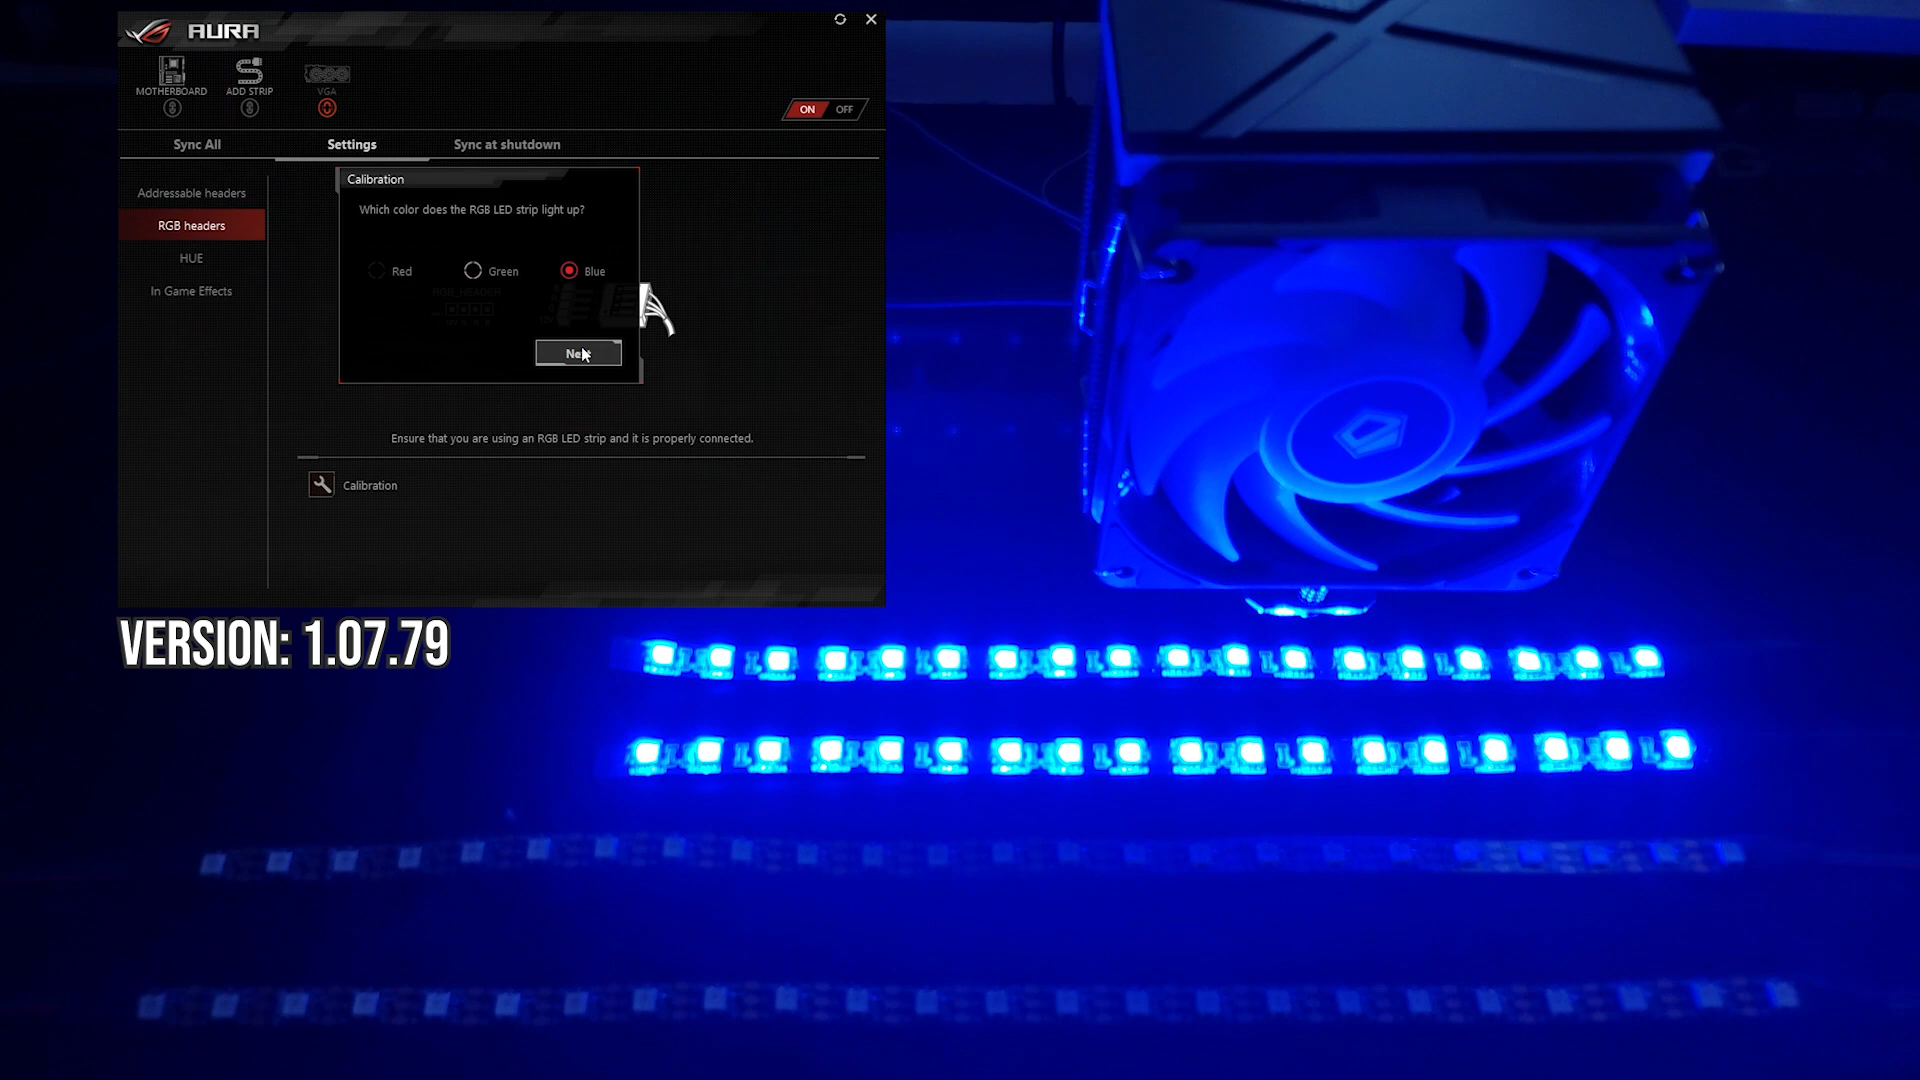 AURA
MOTHERBOARD
ADD STRIP
VGA
ON OFF
Sync All Settings Sync at shutdown
Calibration
Addressable headers
Which color does the RGB LED strip light up?
RGB headers
HUE
Red Green Blue
In Game Effects
RGB_HEADER
Next
Ensure that you are using an RGB LED strip and it is properly connected.
Calibration
VERSION: 1.07.79